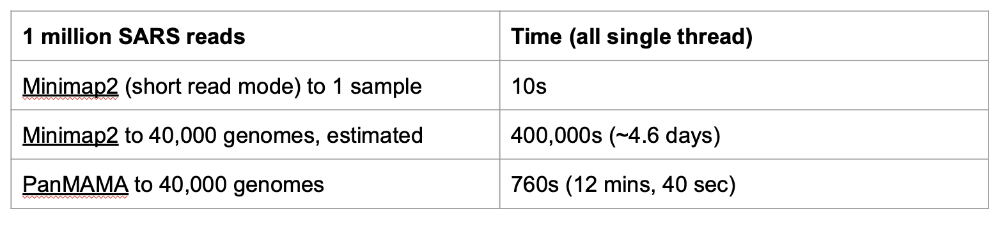 1 million SARS reads
Time (all single thread)
Minimap2 (short read mode) to 1 sample
10s
Minimap2 to 40,000 genomes, estimated
400,000s (~4.6 days)
PanMAMA to 40,000 genomes
760s (12 mins, 40 sec)